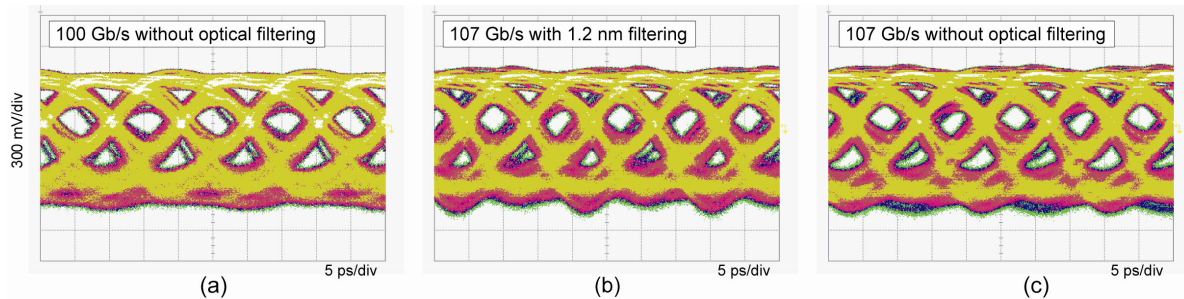 100 Gb/s without optical filtering
107 Gb/s with 1.2 nm filtering
107 Gb/s without optical filtering
300 mV/div
5 ps/div
5 ps/div
5 ps/div
(a)
(b)
(c)